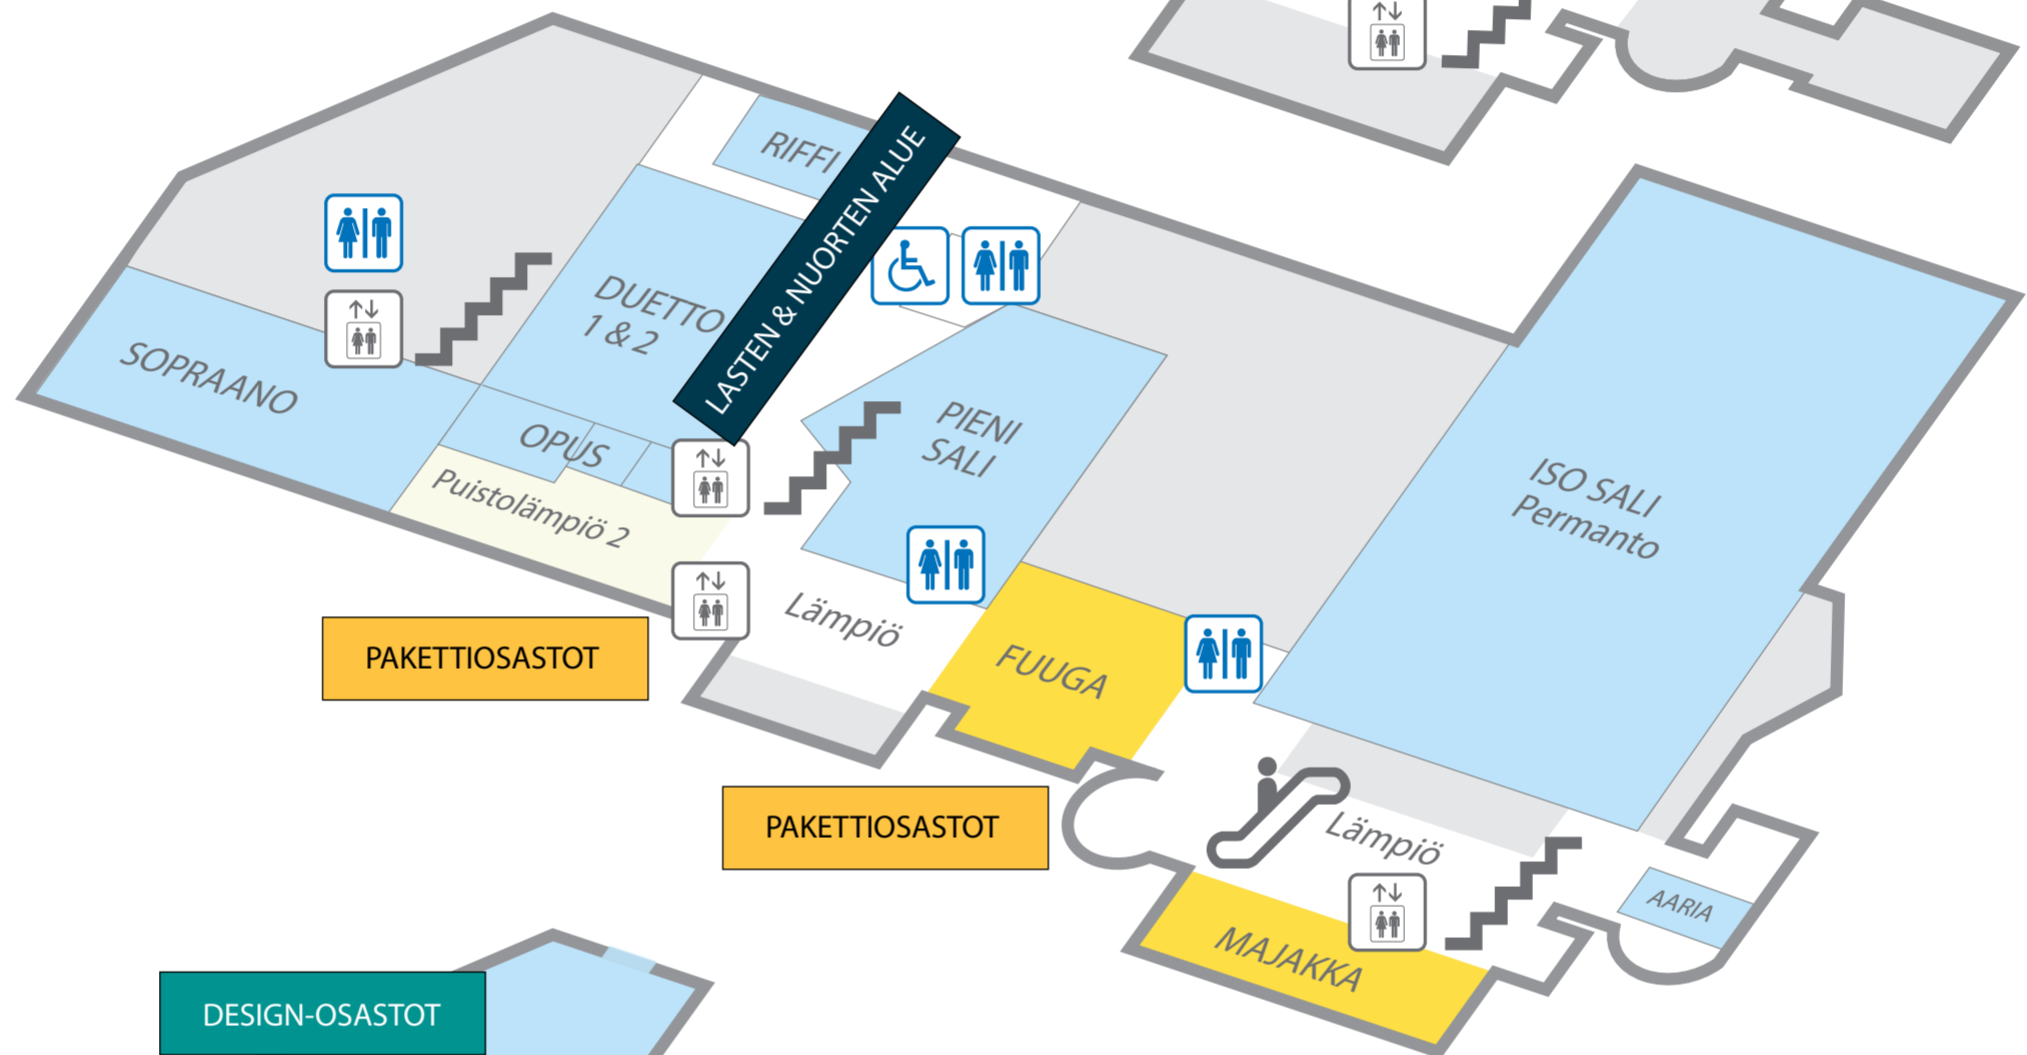 RIFFI
LASTEN & NUORTEN ALUE
DUETTO
1 & 2
SOPRAANO
OPUS
Puistolämpiö 2
PIENI
SALI
ISO SALI
Permanto
Lämpiö
PAKETTIOSASTOT
FUUGA
PAKETTIOSASTOT
Lämpiö
AARIA
MAJAKKA
DESIGN-OSASTOT